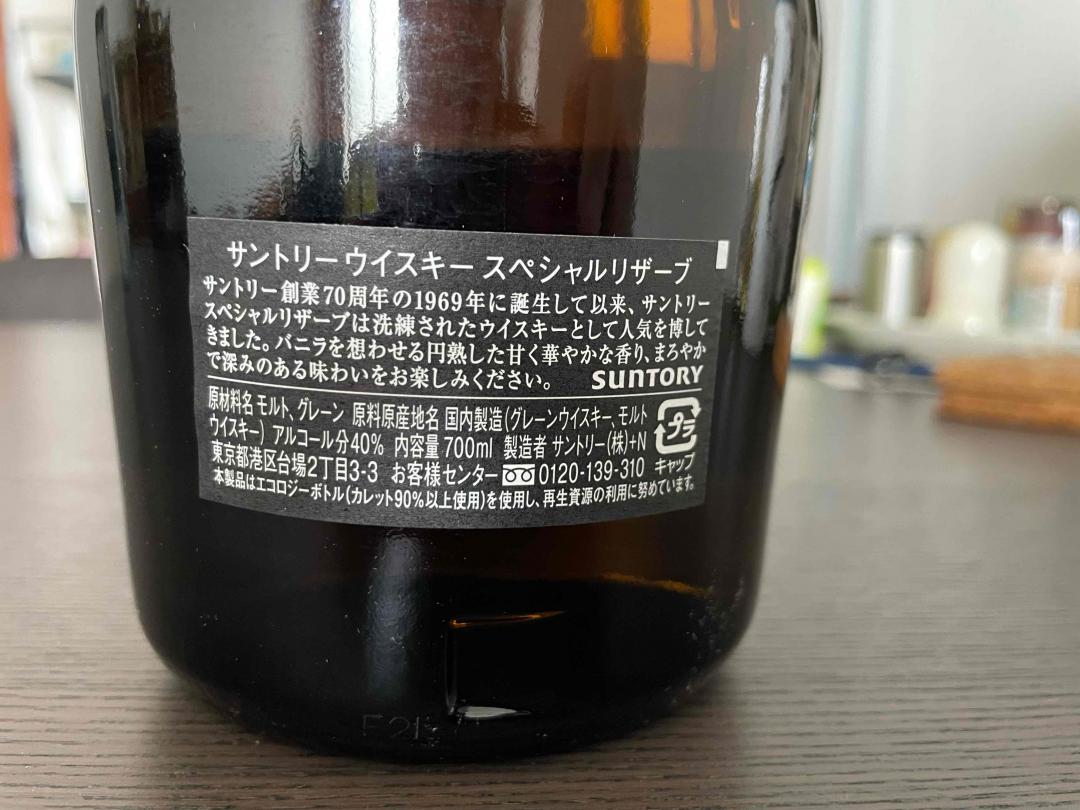 サントリーウイスキー スペシャルリザーブ
サントリー創業70周年の1969年に誕生して以来、サントリー
スペシャルリザーブは洗練されたウイスキーとして人気を博して
きました。バニラを想わせる円熟した甘く華やかな香り、まろやか
で深みのある味わいをお楽しみください。 SUNTORY
原材料名 モルト、グレーン 原料原産地名 国内製造(グレーンウイスキー、モルト
ウイスキー) アルコール分40% 内容量700ml 製造者 サントリー(株)+N
プラ
東京都港区台場2丁目3-3 お客様センター 0120-139-310 キャップ
本製品はエコロジーボトル(カレット90%以上使用)を使用し、再生資源の利用に努めています。